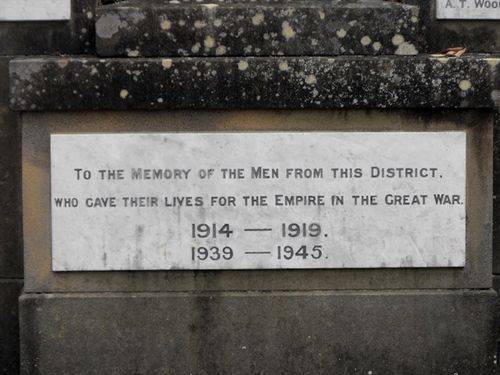 A. T. WOO
TO THE MEMORY OF THE MEN FROM THIS DISTRICT.
WHO GAVE THEIR LIVES FOR THE EMPIRE IN THE GREAT WAR.
1914 — 1919.
1939 — 1945.